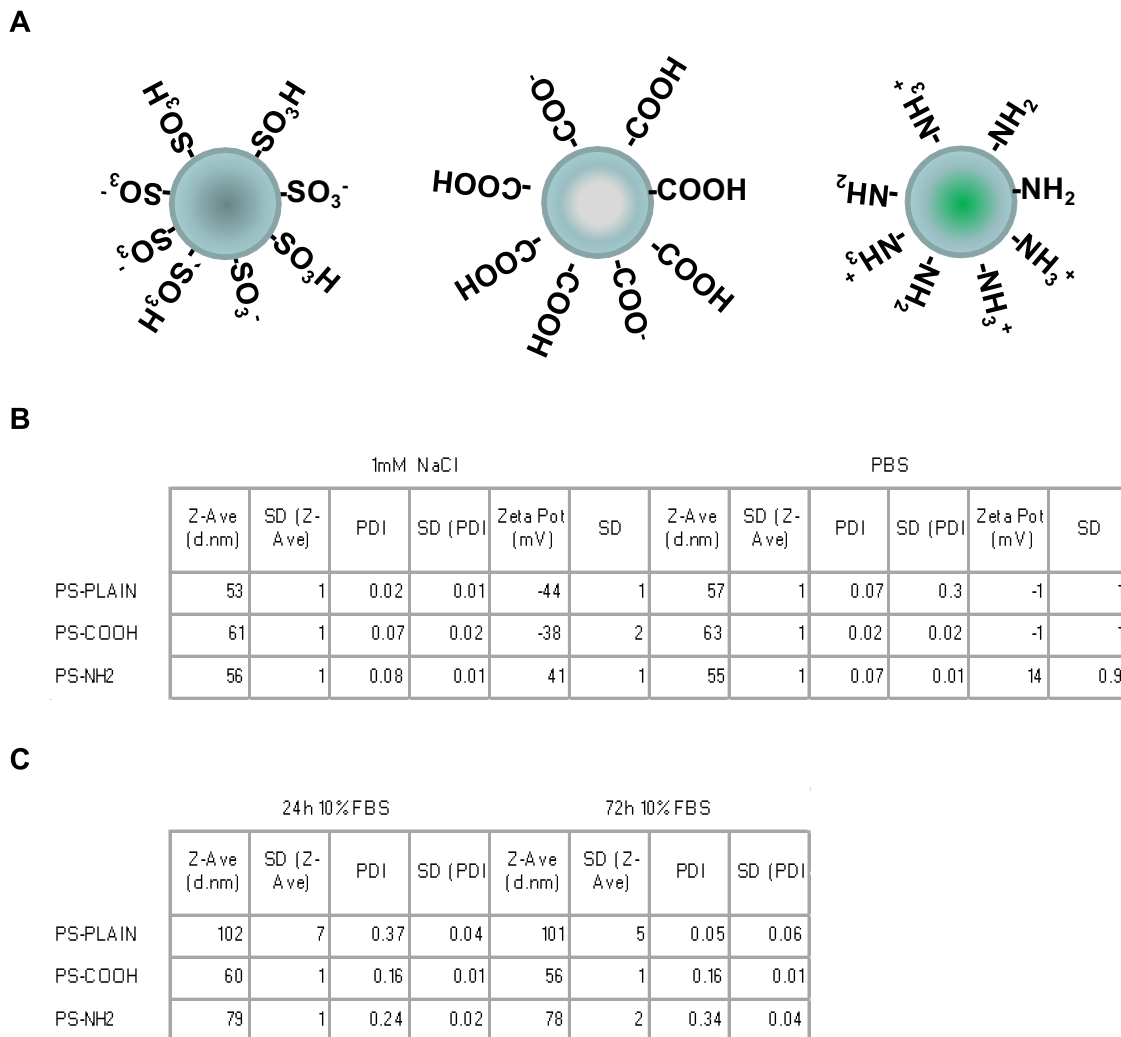 A
SO3H
SO3H
SO3-
SO3-
SO3-
SO3H
SO3H
SO3-
COO-
COOH
COOH
COOH
COOH
COOH
COOH
COO-
NH3+
NH2
NH2
NH2
NH3+
NH3+
NH2
NH3+
B
1mM NaCl PBS
Z-Ave (d.nm) SD (Z-Ave) PDI SD (PDI Zeta Pot (mV) SD Z-Ave (d.nm) SD (Z-Ave) PDI SD (PDI Zeta Pot (mV) SD
PS-PLAIN 53 1 0.02 0.01 -44 1 57 1 0.07 0.3 -1 1
PS-COOH 61 1 0.07 0.02 -38 2 63 1 0.02 0.02 -1 1
PS-NH2 56 1 0.08 0.01 41 1 55 1 0.07 0.01 14 0.9
C
24h 10%FBS 72h 10%FBS
Z-Ave (d.nm) SD (Z-Ave) PDI SD (PDI Z-Ave (d.nm) SD (Z-Ave) PDI SD (PDI
PS-PLAIN 102 7 0.37 0.04 101 5 0.05 0.06
PS-COOH 60 1 0.16 0.01 56 1 0.16 0.01
PS-NH2 79 1 0.24 0.02 78 2 0.34 0.04